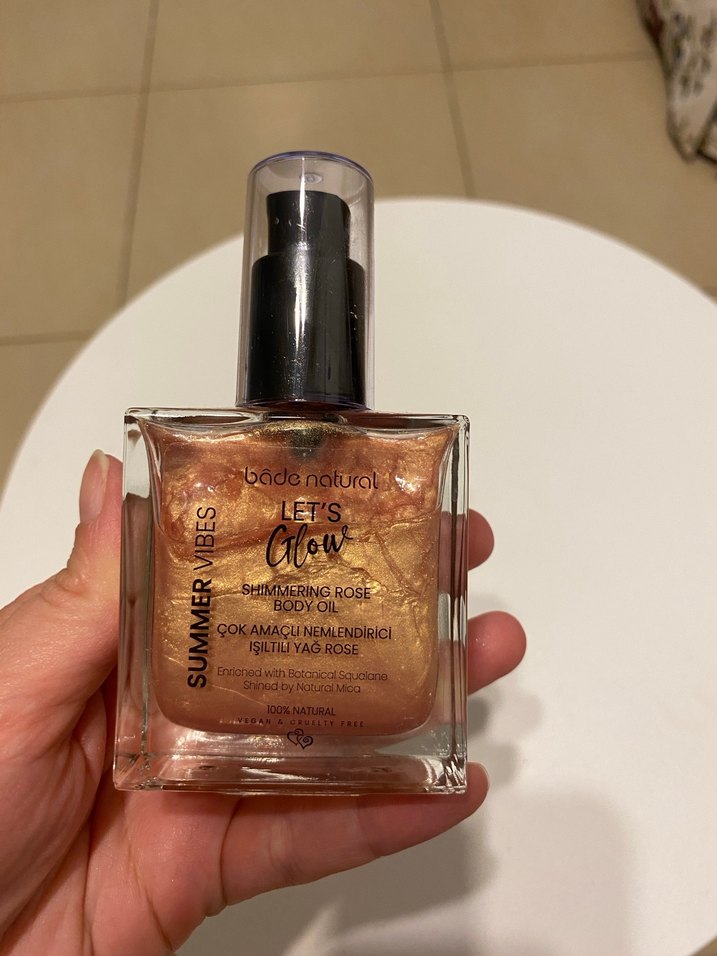 bâde natural
LET'S
Glow
SUMMER VIBES
SHIMMERING ROSE
BODY OIL
ÇOK AMAÇLI NEMLENDİRİCİ
IŞILTILI YAĞ ROSE
Enriched with Botanical Squalane
Shined by Natural Mica
100% NATURAL
VEGAN & CRUELTY FREE